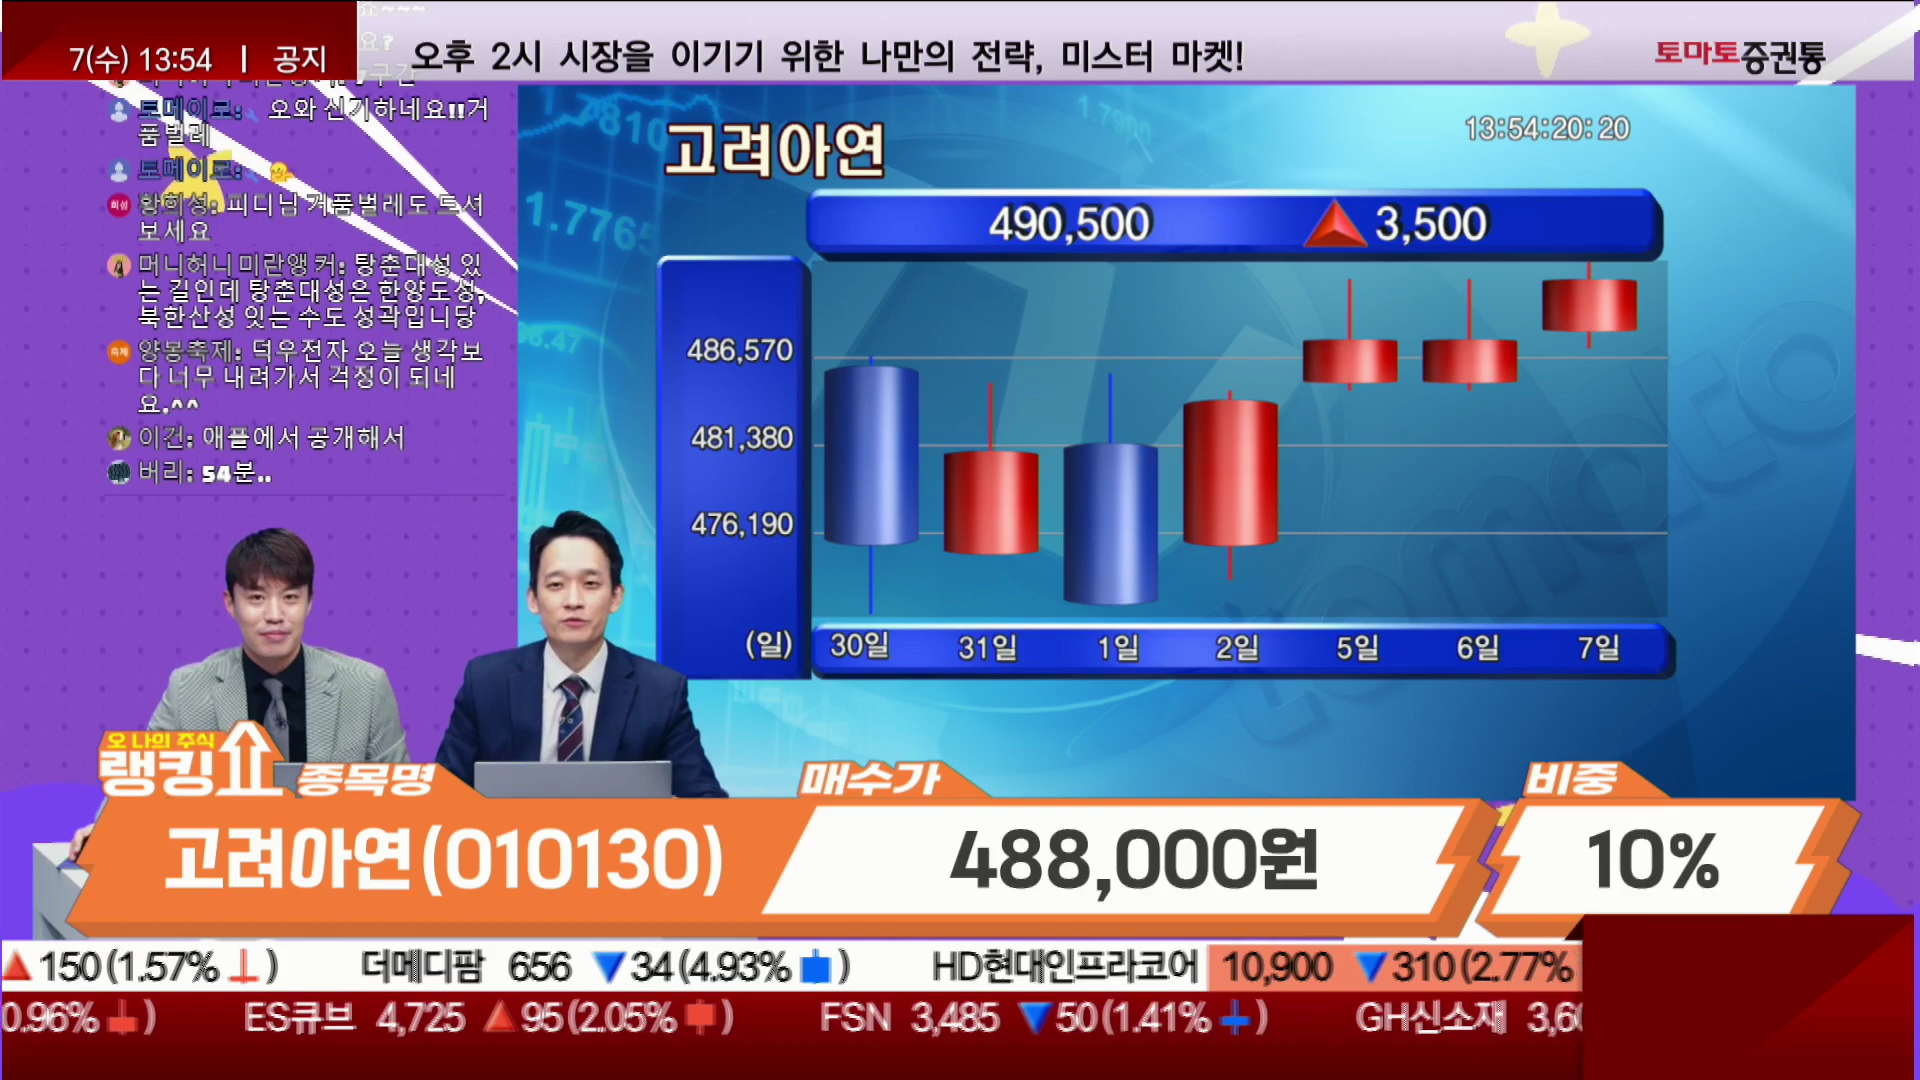 7(수) 13:54 | 공지
오후 2시 시장을 이기기 위한 나만의 전략, 미스터 마켓!
토마토증권통
토메이로: 오와 신기하네요!!거
품벌레
토메이로:
황희성: 피디님 거품벌레도 드셔
보세요
머니허니 미란앵커: 탕춘대성 있
는 길인데 탕춘대성은 한양도성,
북한산성 잇는 수도 성곽입니당
양봉축제: 덕우전자 오늘 생각보
다 너무 내려가서 걱정이 되네
요.^^
이건: 애플에서 공개해서
버리: 54분..
고려아연
13:54:20:20
490,500 ▲ 3,500
486,570
481,380
476,190
(일) 30일 31일 1일 2일 5일 6일 7일
오 나의 주식
랭킹쇼
종목명
매수가
비중
고려아연(010130)
488,000원
10%
▲150(1.57% ) 더메디팜 656 ▼34(4.93% ) HD현대인프라코어 10,900 ▼310(2.77%
0.96% ) ES큐브 4,725 ▲95(2.05% ) FSN 3,485 ▼50(1.41% ) GH신소재